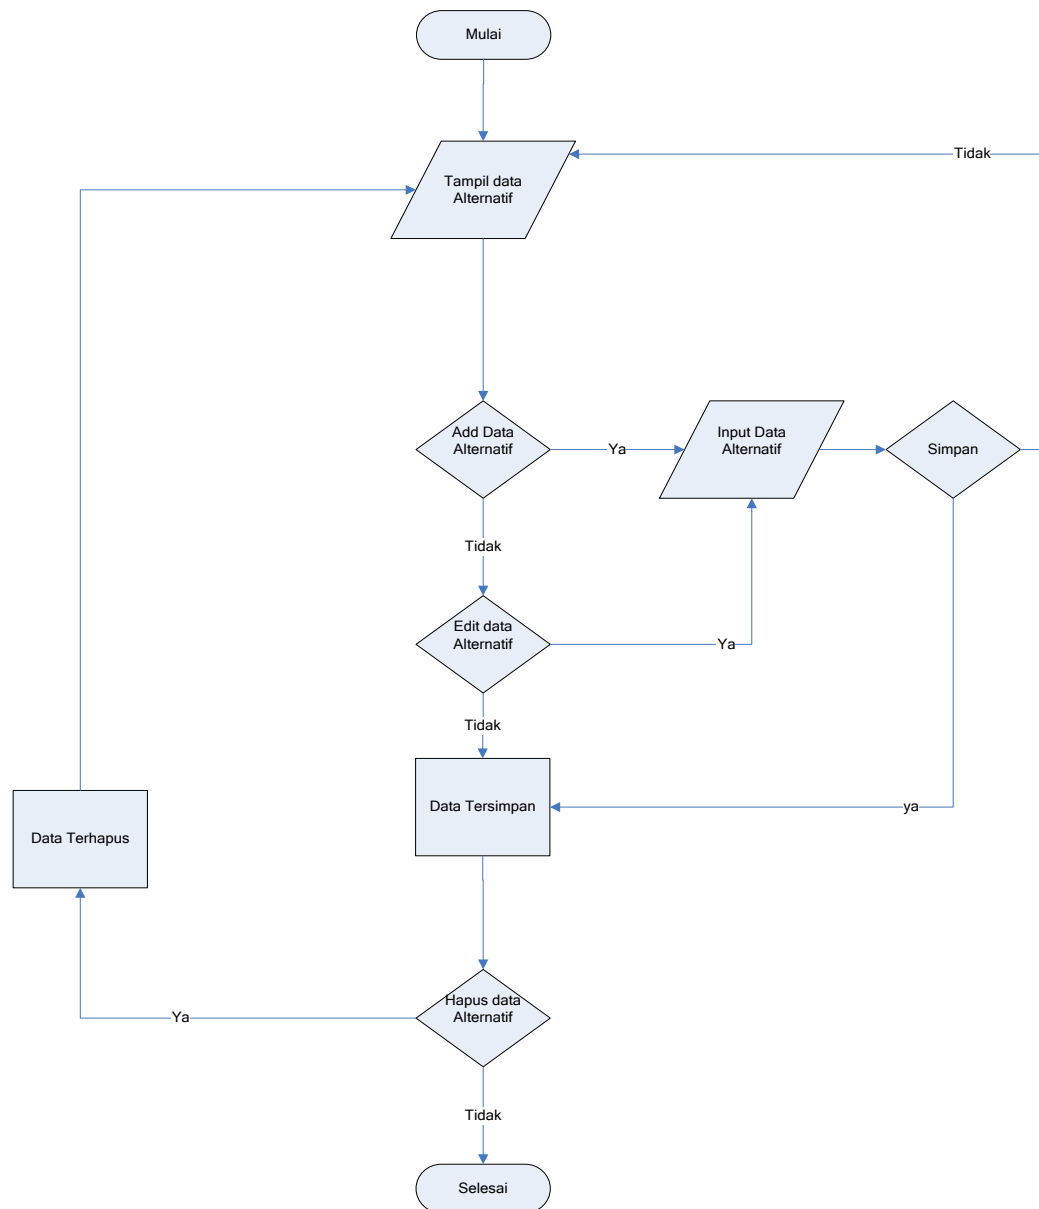 Mulai
Tidak
Tampil data
Alternatif
Add Data
Alternatif
Ya
Input Data
Alternatif
Simpan
Tidak
Edit data
Alternatif
Ya
Tidak
Data Tersimpan
ya
Data Terhapus
Hapus data
Alternatif
Ya
Tidak
Selesai